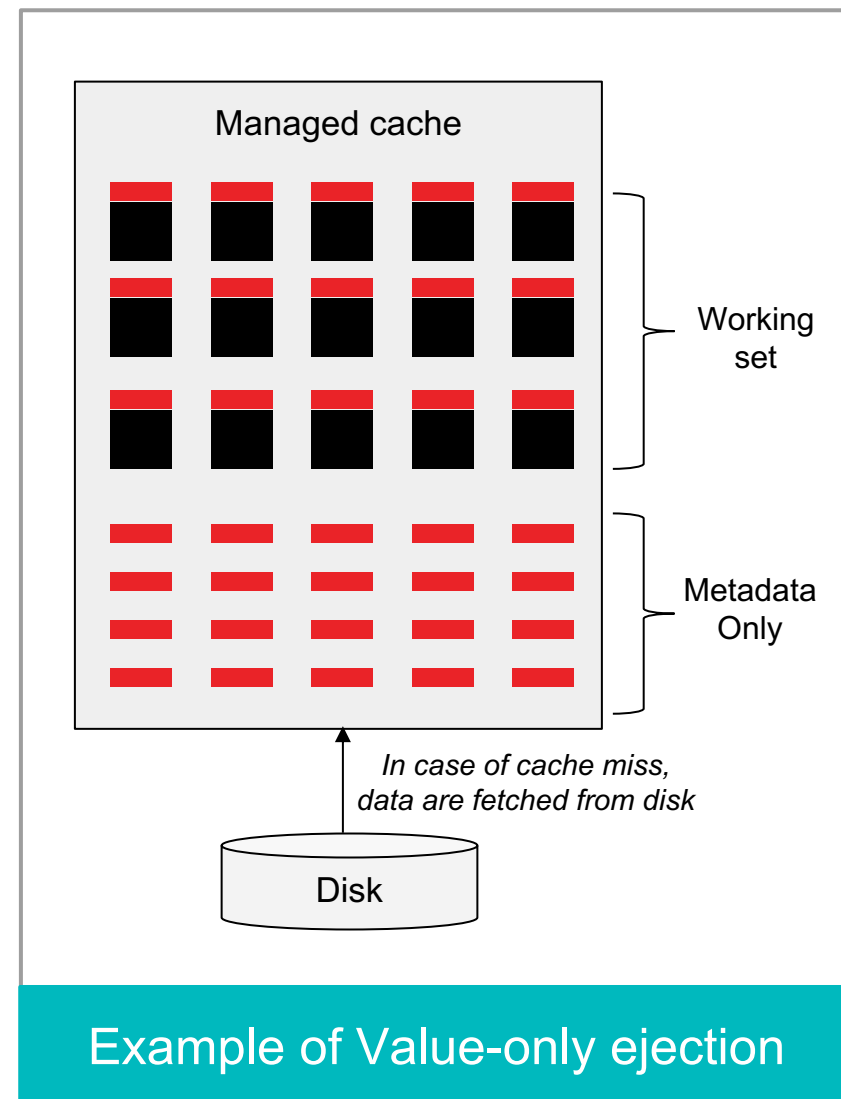 Managed cache
Working
set
Metadata
Only
In case of cache miss,
data are fetched from disk
Disk
Example of Value-only ejection